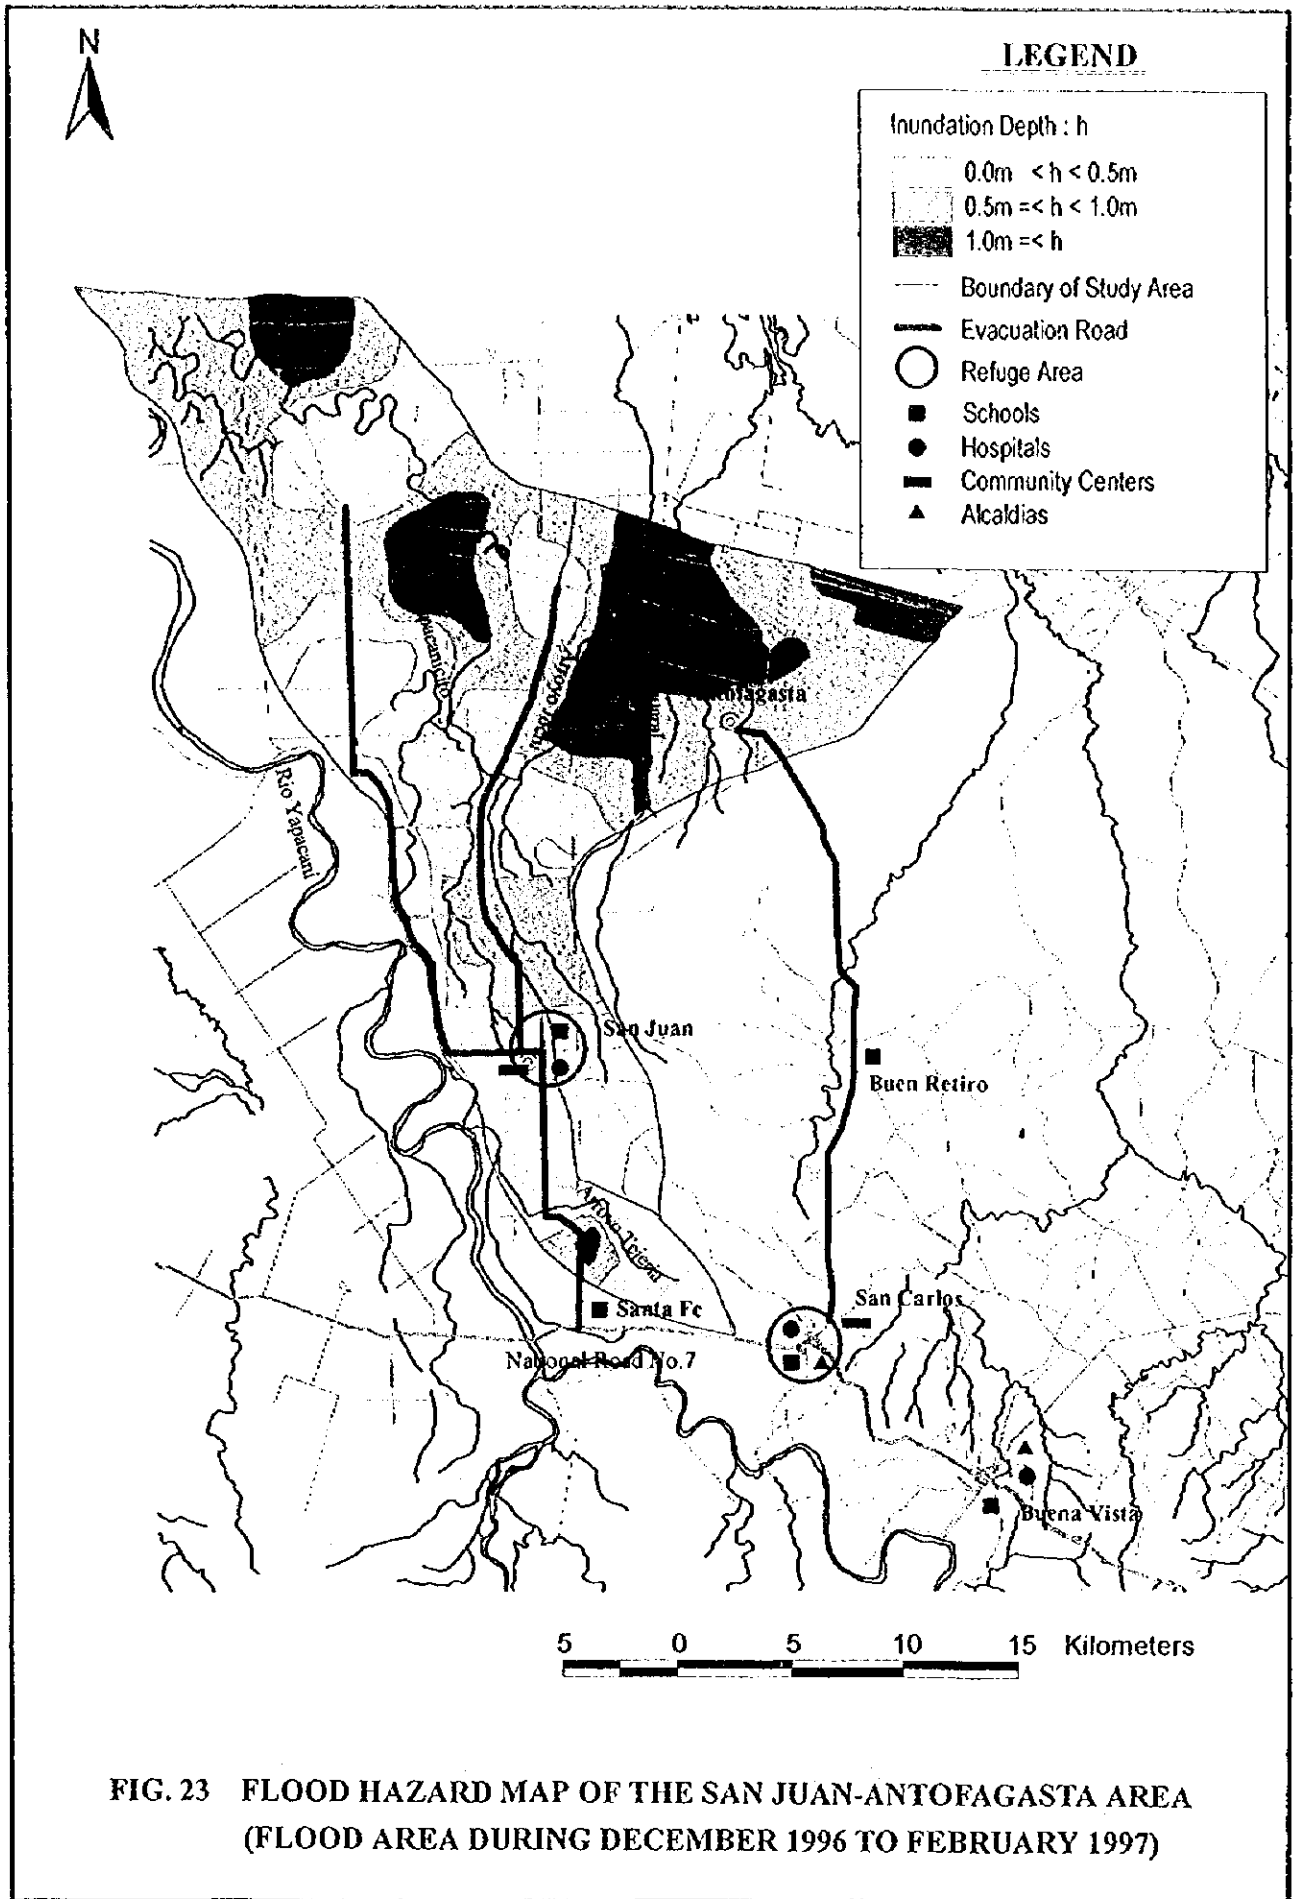 N
LEGEND
Inundation Depth : h
0.0m < h < 0.5m
0.5m =< h < 1.0m
1.0m =< h
Boundary of Study Area
Evacuation Road
Refuge Area
Schools
Hospitals
Community Centers
Alcaldias
Rio Yapacani
San Juan
Buen Retiro
San Carlos
Santa Fe
National Road No.7
Buena Vista
5 0 5 10 15 Kilometers
FIG. 23 FLOOD HAZARD MAP OF THE SAN JUAN-ANTOFAGASTA AREA
(FLOOD AREA DURING DECEMBER 1996 TO FEBRUARY 1997)